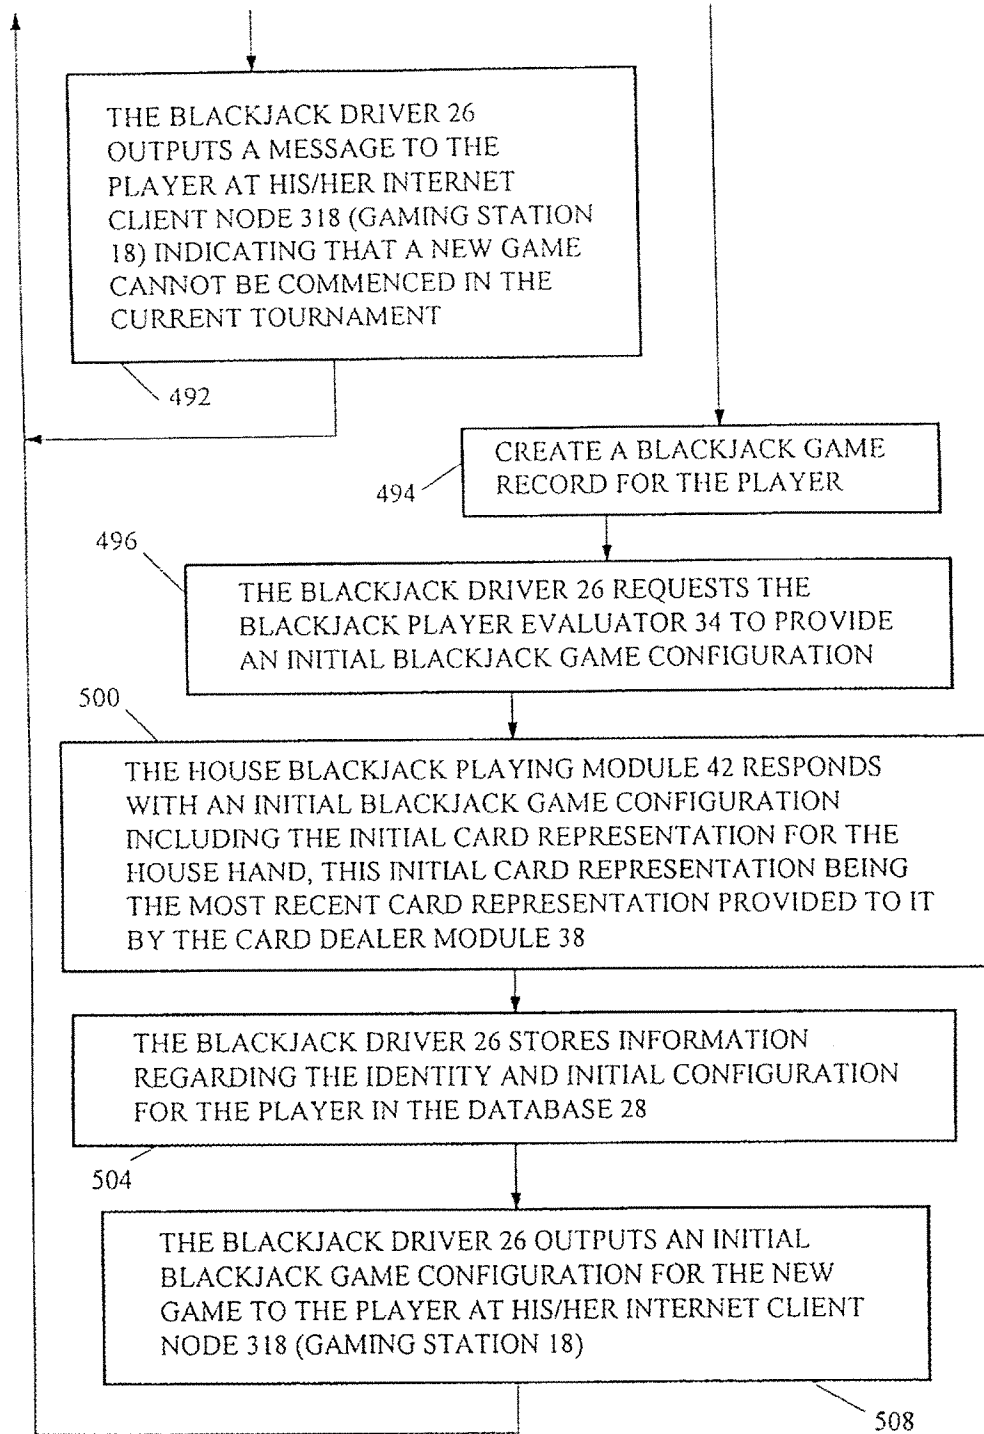 THE BLACKJACK DRIVER 26
OUTPUTS A MESSAGE TO THE
PLAYER AT HIS/HER INTERNET
CLIENT NODE 318 (GAMING STATION
18) INDICATING THAT A NEW GAME
CANNOT BE COMMENCED IN THE
CURRENT TOURNAMENT
492
CREATE A BLACKJACK GAME
RECORD FOR THE PLAYER
494
496
THE BLACKJACK DRIVER 26 REQUESTS THE
BLACKJACK PLAYER EVALUATOR 34 TO PROVIDE
AN INITIAL BLACKJACK GAME CONFIGURATION
500
THE HOUSE BLACKJACK PLAYING MODULE 42 RESPONDS
WITH AN INITIAL BLACKJACK GAME CONFIGURATION
INCLUDING THE INITIAL CARD REPRESENTATION FOR THE
HOUSE HAND, THIS INITIAL CARD REPRESENTATION BEING
THE MOST RECENT CARD REPRESENTATION PROVIDED TO IT
BY THE CARD DEALER MODULE 38
THE BLACKJACK DRIVER 26 STORES INFORMATION
REGARDING THE IDENTITY AND INITIAL CONFIGURATION
FOR THE PLAYER IN THE DATABASE 28
504
THE BLACKJACK DRIVER 26 OUTPUTS AN INITIAL
BLACKJACK GAME CONFIGURATION FOR THE NEW
GAME TO THE PLAYER AT HIS/HER INTERNET CLIENT
NODE 318 (GAMING STATION 18)
508